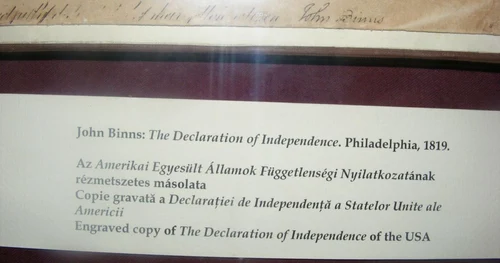 John Binns
John Binns: The Declaration of Independence. Philadelphia, 1819.
Az Amerikai Egyesült Államok Függetlenségi Nyilatkozatának
rézmetszetes másolata
Copie gravată a Declarației de Independență a Statelor Unite ale
Americii
Engraved copy of The Declaration of Independence of the USA